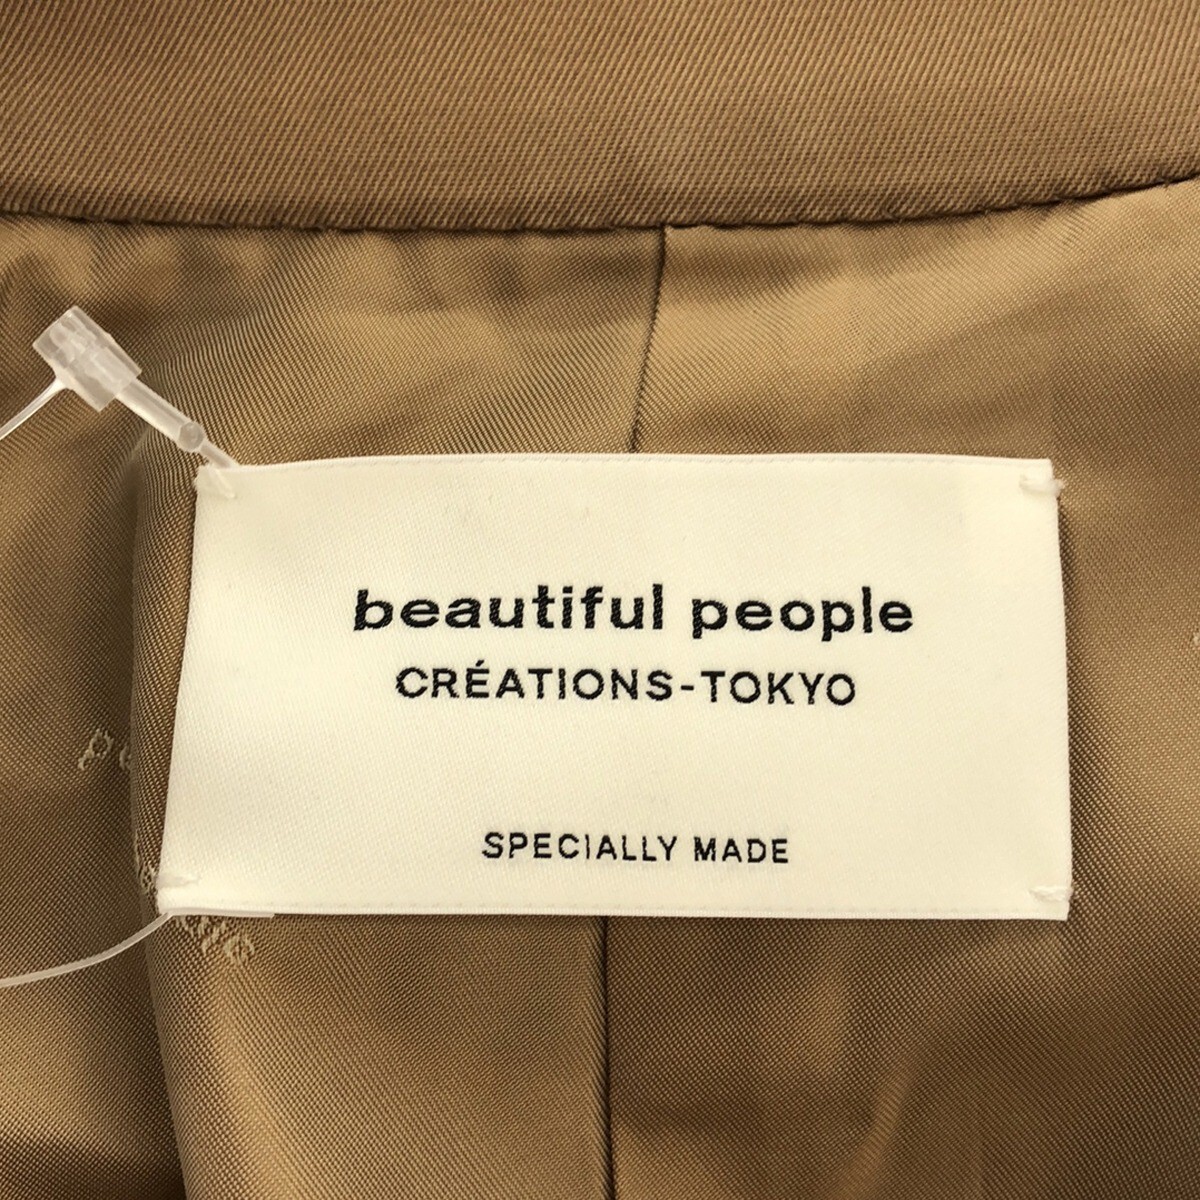 beautiful people
CRÉATIONS-TOKYO
SPECIALLY MADE